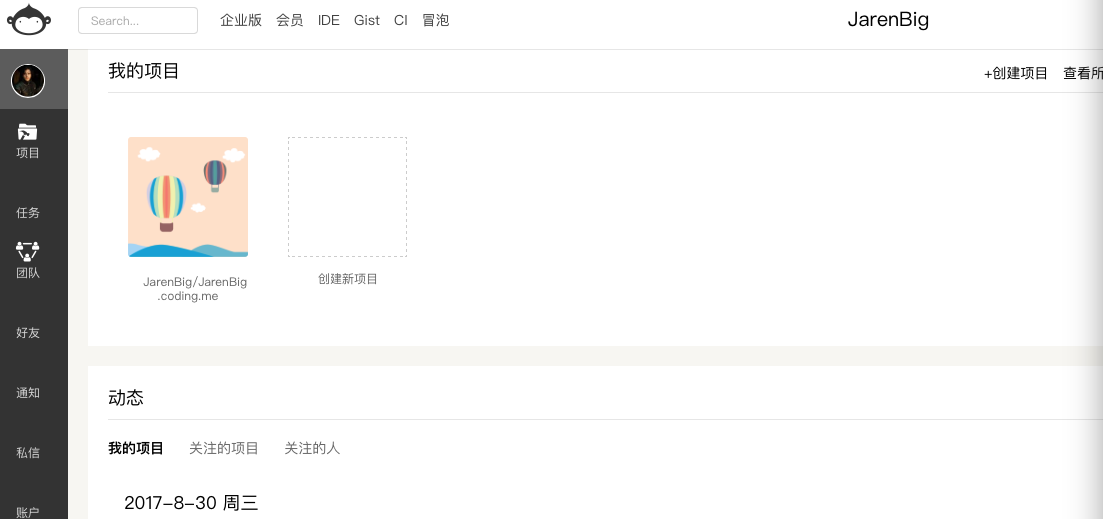 Search...
企业版 会员 IDE Gist CI 冒泡
JarenBig
我的项目
+创建项目 查看所
项目
任务
团队
好友
通知
私信
账户
JarenBig/JarenBig
.coding.me
创建新项目
动态
我的项目 关注的项目 关注的人
2017-8-30 周三